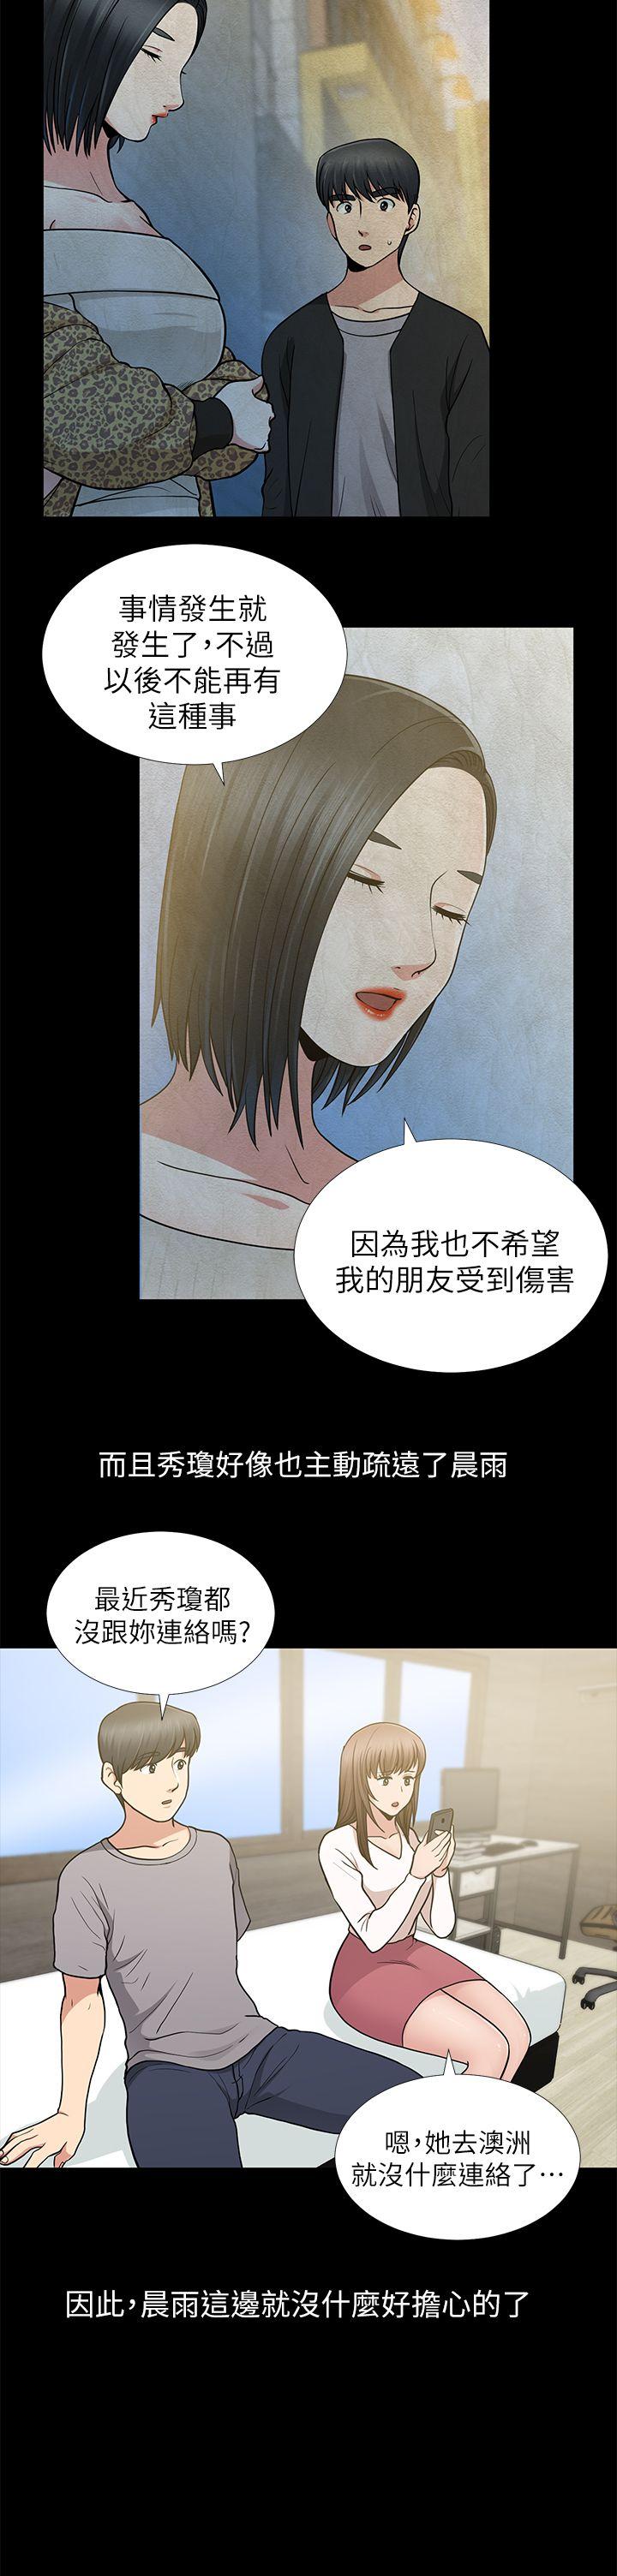 事情發生就
發生了，不過
以後不能再有
這種事
因為我也不希望
我的朋友受到傷害
而且秀瓊好像也主動疏遠了晨雨
最近秀瓊都
沒跟妳連絡嗎?
嗯，她去澳洲
就沒什麼連絡了…
因此，晨雨這邊就沒什麼好擔心的了